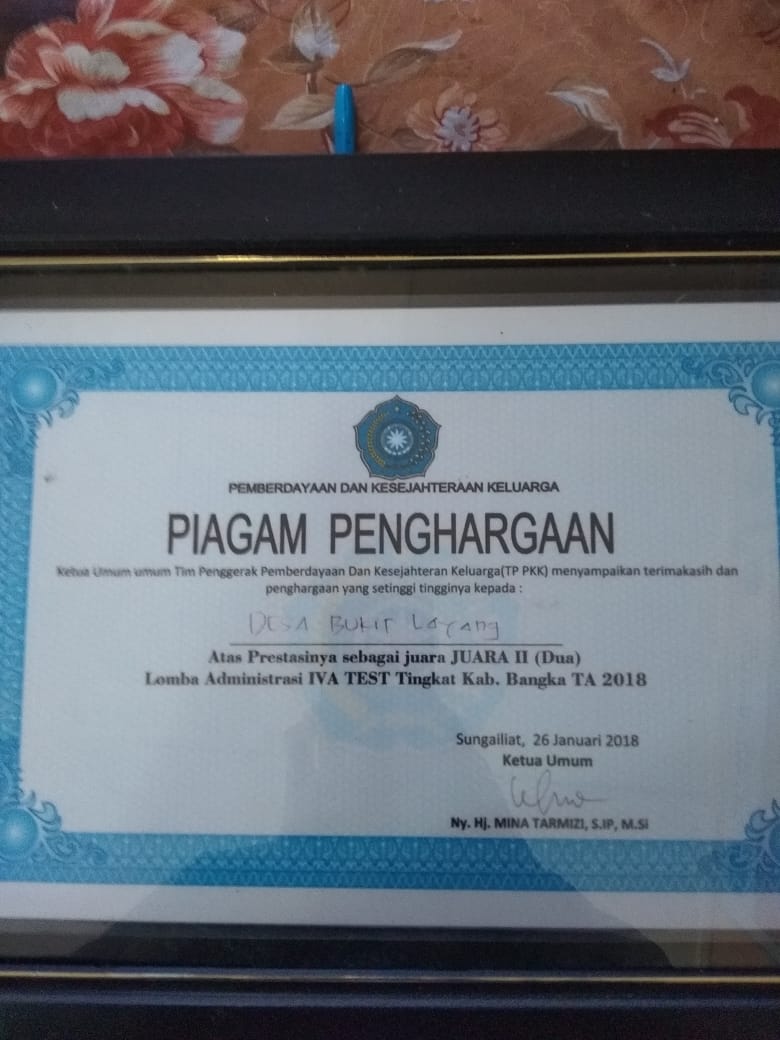 PEMBERDAYAAN DAN KESEJAHTERAAN KELUARGA
PIAGAM PENGHARGAAN
Ketua Umum umum Tim Penggerak Pemberdayaan Dan Kesejahteran Keluarga(TP PKK) menyampaikan terimakasih dan
penghargaan yang setinggi tingginya kepada :
DESA BUKIT Layang
Atas Prestasinya sebagai juara JUARA II (Dua)
Lomba Administrasi IVA TEST Tingkat Kab. Bangka TA 2018
Sungailiat, 26 Januari 2018
Ketua Umum
Ny. Hj. MINA TARMIZI, S.IP, M.Si